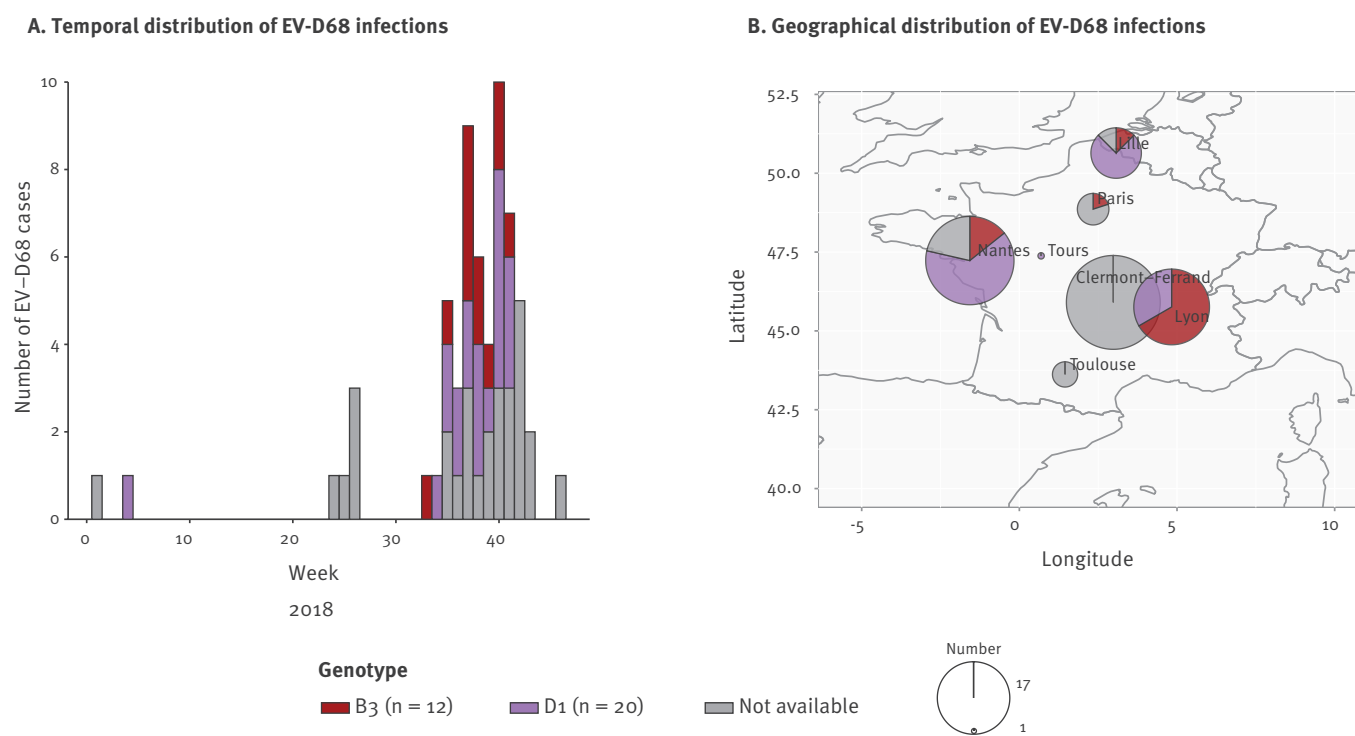 A. Temporal distribution of EV-D68 infections
10
8
6
4
2
0
Number of EV–D68 cases
0 10 20 30 40
Week
2018
B. Geographical distribution of EV-D68 infections
52.5
50.0
47.5
45.0
42.5
40.0
Latitude
Lille
Paris
Nantes
Tours
Clermont–Ferrand
Lyon
Toulouse
-5 0 5 10
Longitude
Genotype
B3 (n = 12) D1 (n = 20) Not available
Number
17
1